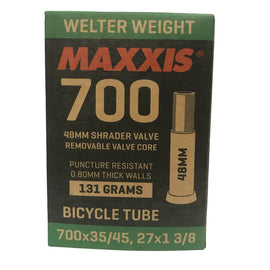 WELTER WEIGHT
MAXXIS®
700
48MM SHRADER VALVE
REMOVABLE VALVE CORE
PUNCTURE RESISTANT
0.80MM THICK WALLS
131 GRAMS
48MM
BICYCLE TUBE
700x35/45, 27x1 3/8